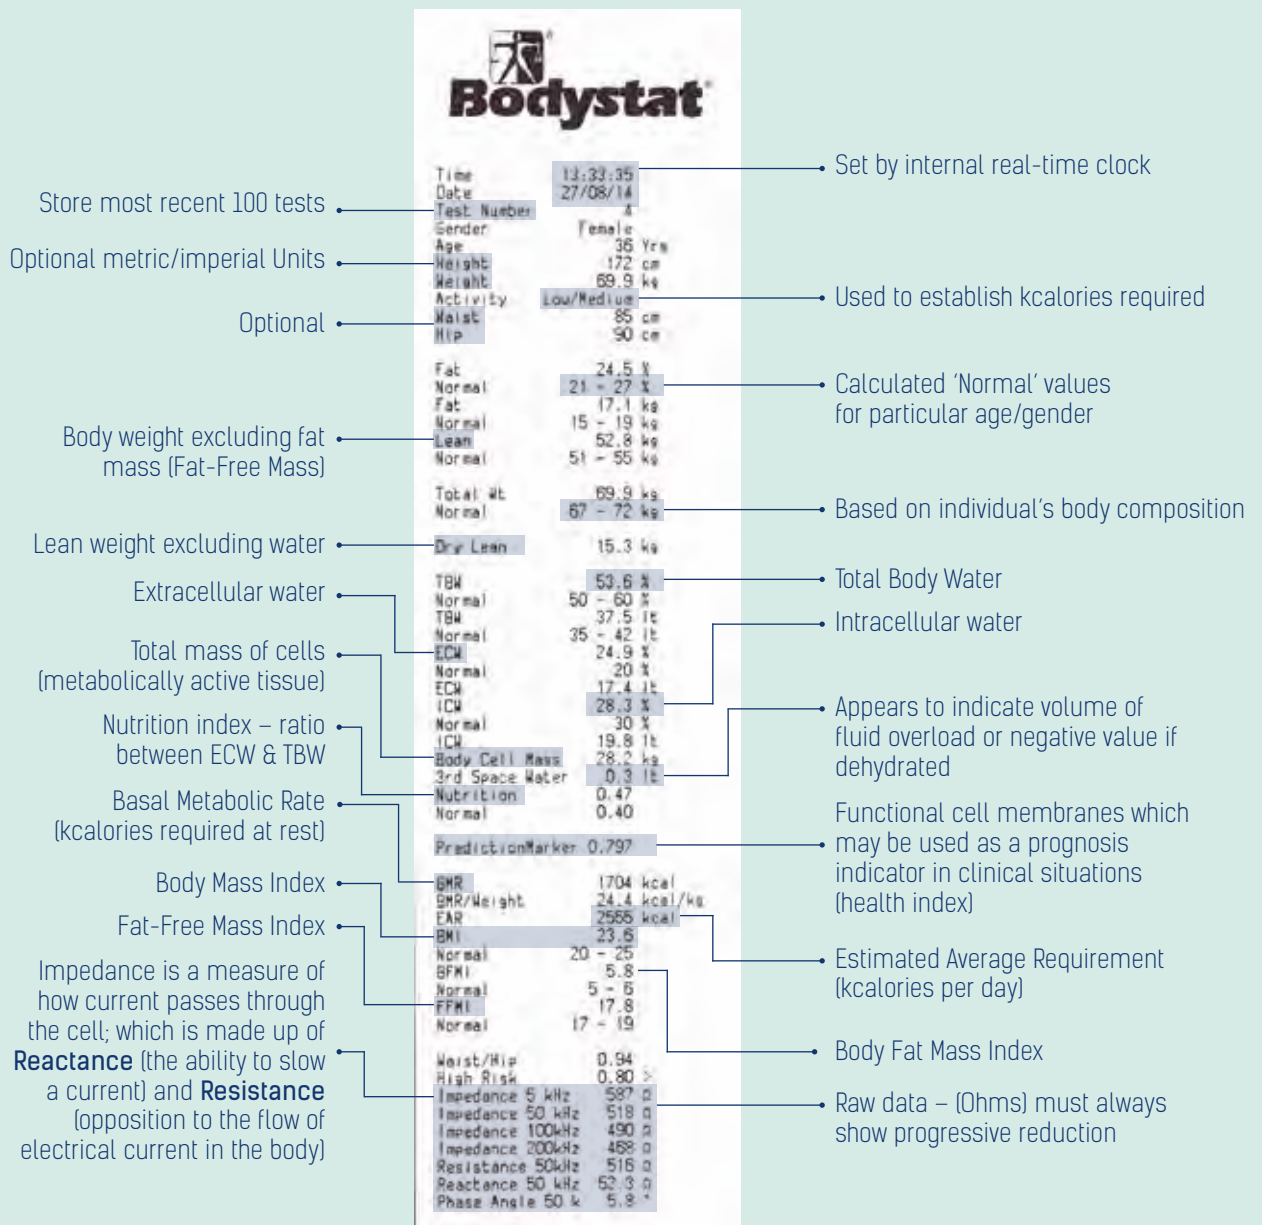 Bodystat®
Time 13:33:35
Date 27/08/14
Test Number 4
Gender Female
Age 36 Yrs
Height 172 cm
Weight 69.9 kg
Activity Low/Medium
Waist 85 cm
Hip 90 cm
Fat 24.5 %
Normal 21 - 27 %
Fat 17.1 kg
Normal 15 - 19 kg
Lean 52.8 kg
Normal 51 - 55 kg
Total Wt 69.9 kg
Normal 67 - 72 kg
Dry Lean 15.3 kg
TBW 53.6 %
Normal 50 - 60 %
TBW 37.5 lt
Normal 35 - 42 lt
ECW 24.9 %
Normal 20 %
ECW 17.4 lt
ICW 28.3 %
Normal 30 %
ICW 19.8 lt
Body Cell Mass 28.2 kg
3rd Space Water 0.3 lt
Nutrition 0.47
Normal 0.40
PredictionMarker 0.797
BMR 1704 kcal
BMR/Weight 24.4 kcal/kg
EAR 2555 kcal
BMI 23.6
Normal 20 - 25
BFMI 5.8
Normal 5 - 6
FFMI 17.8
Normal 17 - 19
Waist/Hip 0.94
High Risk 0.80 >
Impedance 5 kHz 587 Ω
Impedance 50 kHz 518 Ω
Impedance 100kHz 490 Ω
Impedance 200kHz 468 Ω
Resistance 50kHz 516 Ω
Reactance 50 kHz 52.3 Ω
Phase Angle 50 k 5.8 °
Store most recent 100 tests
Optional metric/imperial Units
Optional
Body weight excluding fat
mass (Fat-Free Mass)
Lean weight excluding water
Extracellular water
Total mass of cells
(metabolically active tissue)
Nutrition index – ratio
between ECW & TBW
Basal Metabolic Rate
(kcalories required at rest)
Body Mass Index
Fat-Free Mass Index
Impedance is a measure of
how current passes through
the cell; which is made up of
Reactance (the ability to slow
a current) and Resistance
(opposition to the flow of
electrical current in the body)
Set by internal real-time clock
Used to establish kcalories required
Calculated ‘Normal’ values
for particular age/gender
Based on individual’s body composition
Total Body Water
Intracellular water
Appears to indicate volume of
fluid overload or negative value if
dehydrated
Functional cell membranes which
may be used as a prognosis
indicator in clinical situations
(health index)
Estimated Average Requirement
(kcalories per day)
Body Fat Mass Index
Raw data – (Ohms) must always
show progressive reduction